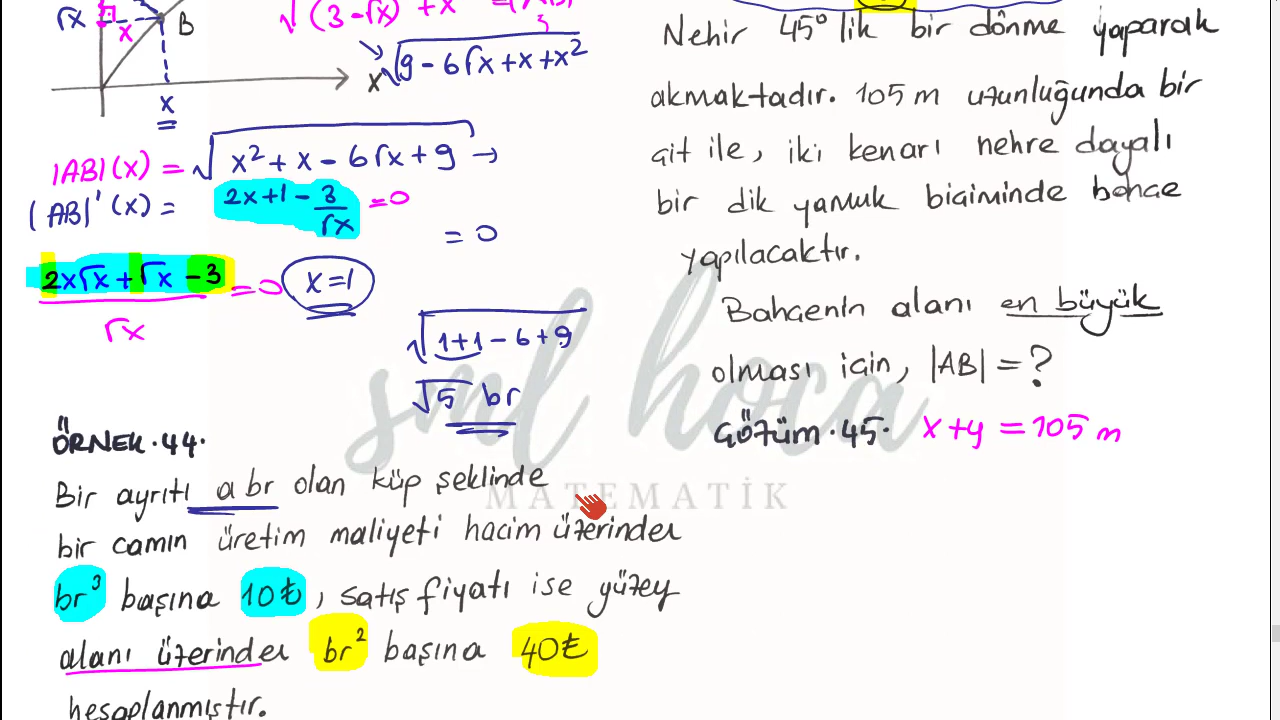 √x
x
B
x
√(3-√x)² + x² = |AB|
x √9-6√x+x+x²
|AB|(x) = √x²+x-6√x+9 →
|AB|'(x) = 2x+1-3/√x = 0
= 0
2x√x+√x-3 = 0
√x
x=1
√1+1-6+9
√5 br
ÖRNEK.44.
Bir ayrıtı a br olan küp şeklinde
bir camın üretim maliyeti hacim üzerinden
br³ başına 10₺, satış fiyatı ise yüzey
alanı üzerinden br² başına 40₺
hesaplanmıştır.
Nehir 45°lik bir dönme yaparak
akmaktadır. 105 m uzunluğunda bir
çit ile, iki kenarı nehre dayalı
bir dik yamuk biçiminde bahçe
yapılacaktır.
Bahçenin alanı en büyük
olması için, |AB| = ?
Çözüm.45. x+y = 105 m
sml hoca
MATEMATİK